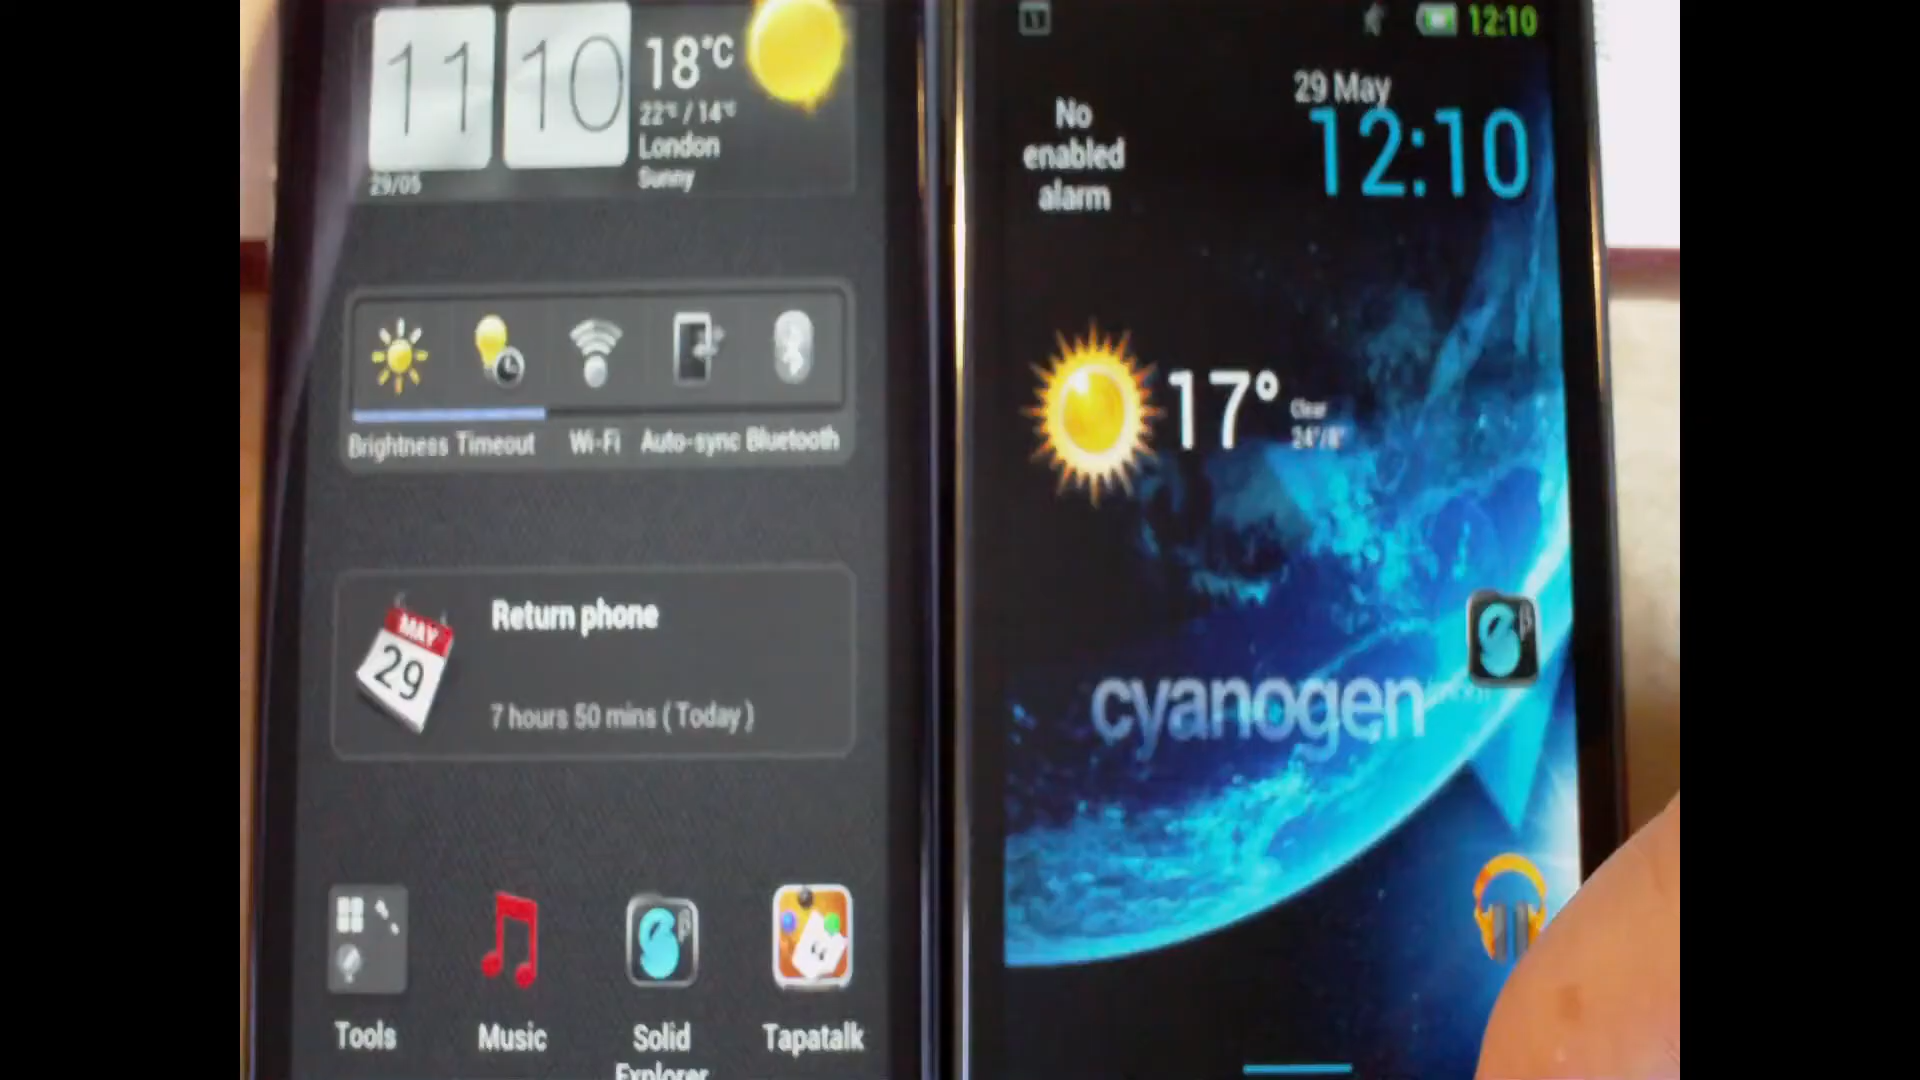 11 10
18°C
22°C / 14°C
London
Sunny
29/05
Brightness Timeout Wi-Fi Auto-sync Bluetooth
MAY
29
Return phone
7 hours 50 mins ( Today )
Tools Music Solid Tapatalk
Explorer
12:10
29 May
12:10
No
enabled
alarm
17°
Clear
24°/8°
cyanogen